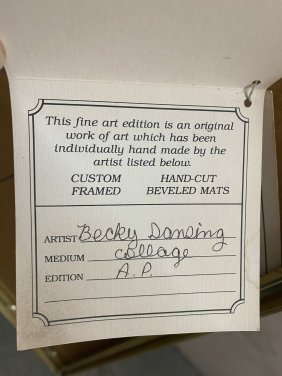 This fine art edition is an original
work of art which has been
individually hand made by the
artist listed below.
CUSTOM HAND-CUT
FRAMED BEVELED MATS
ARTIST Becky Dansing
MEDIUM collage
EDITION A.P.